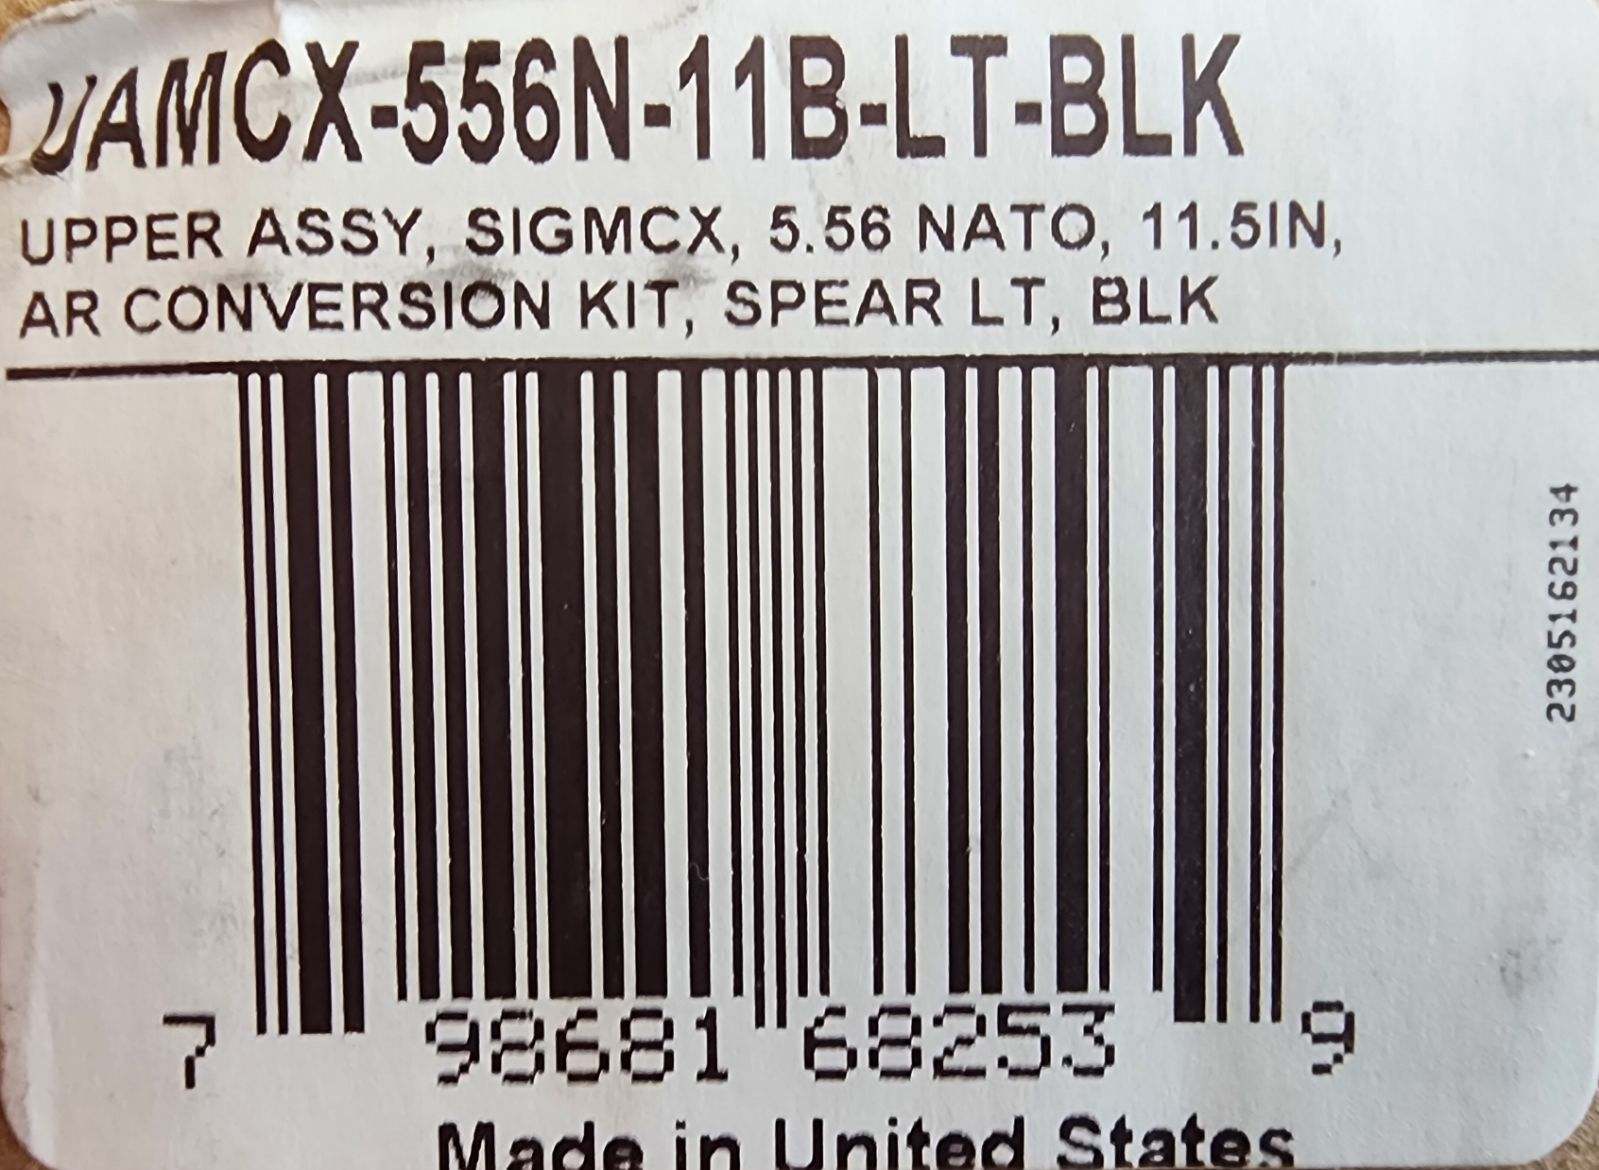 UAMCX-556N-11B-LT-BLK
UPPER ASSY, SIGMCX, 5.56 NATO, 11.5IN,
AR CONVERSION KIT, SPEAR LT, BLK
2305162134
7 98681 68253 9
Made in United States